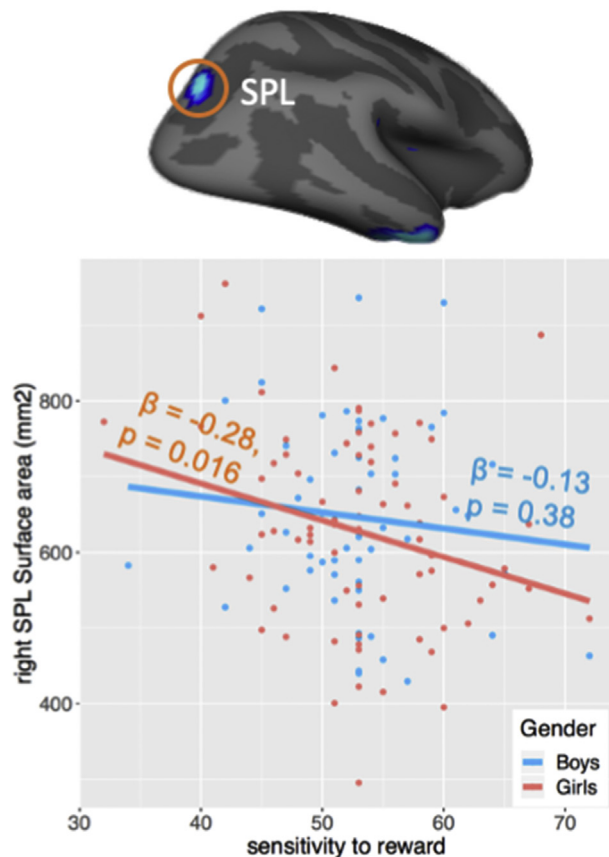 SPL
β = -0.28,
p = 0.016
β = -0.13
p = 0.38
right SPL Surface area (mm2)
800
600
400
30
40
50
60
70
sensitivity to reward
Gender
Boys
Girls